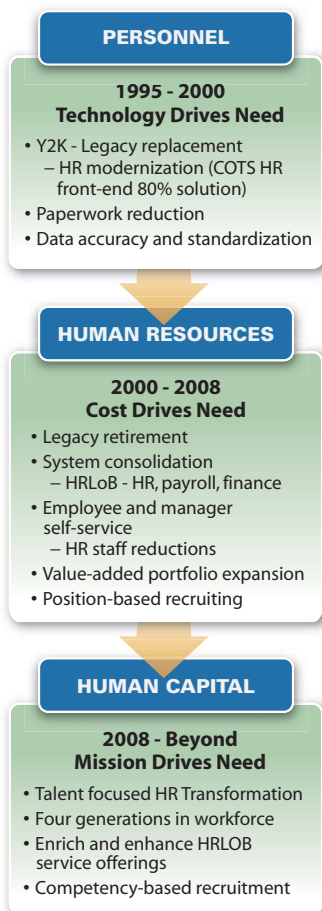 PERSONNEL
1995 - 2000
Technology Drives Need
• Y2K - Legacy replacement
– HR modernization (COTS HR
front-end 80% solution)
• Paperwork reduction
• Data accuracy and standardization
HUMAN RESOURCES
2000 - 2008
Cost Drives Need
• Legacy retirement
• System consolidation
– HRLoB - HR, payroll, finance
• Employee and manager
self-service
– HR staff reductions
• Value-added portfolio expansion
• Position-based recruiting
HUMAN CAPITAL
2008 - Beyond
Mission Drives Need
• Talent focused HR Transformation
• Four generations in workforce
• Enrich and enhance HRLOB
service offerings
• Competency-based recruitment